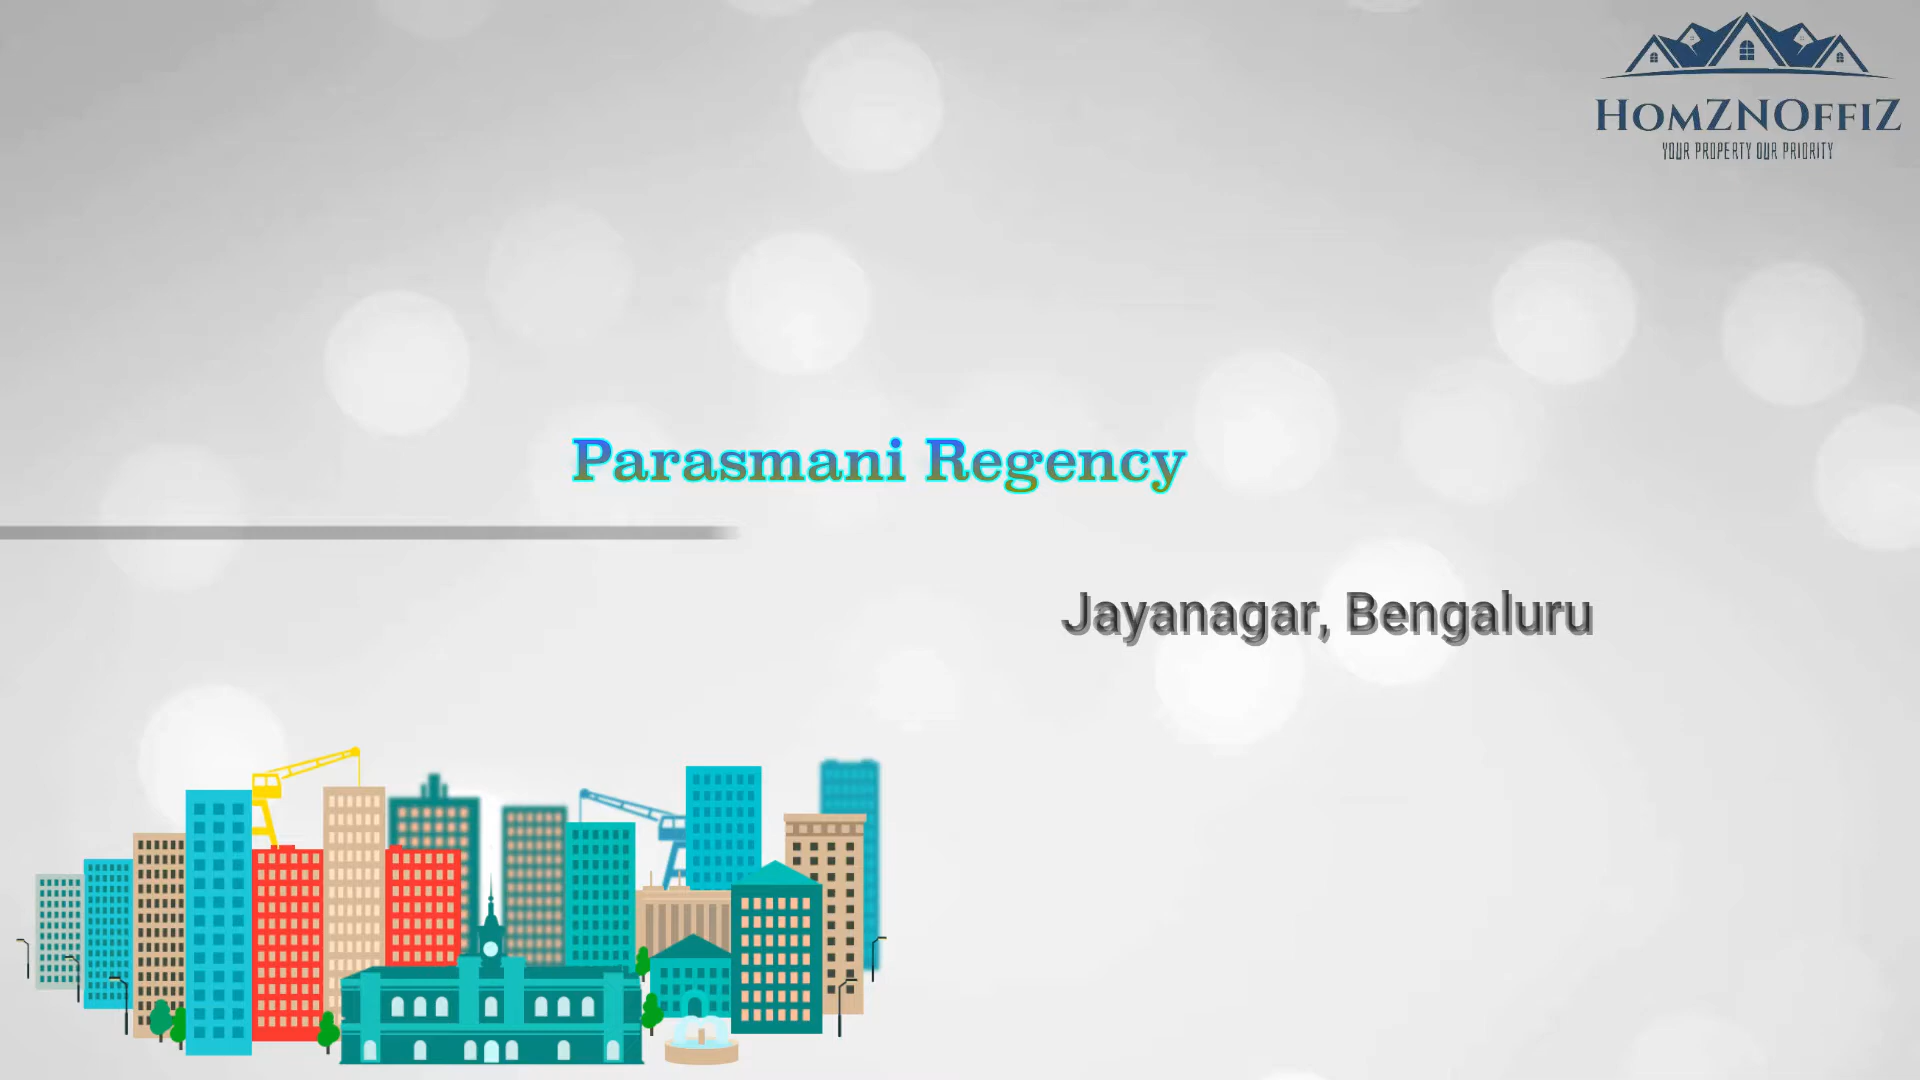 HomZNOffiZ
YOUR PROPERTY OUR PRIORITY
Parasmani Regency
Jayanagar, Bengaluru